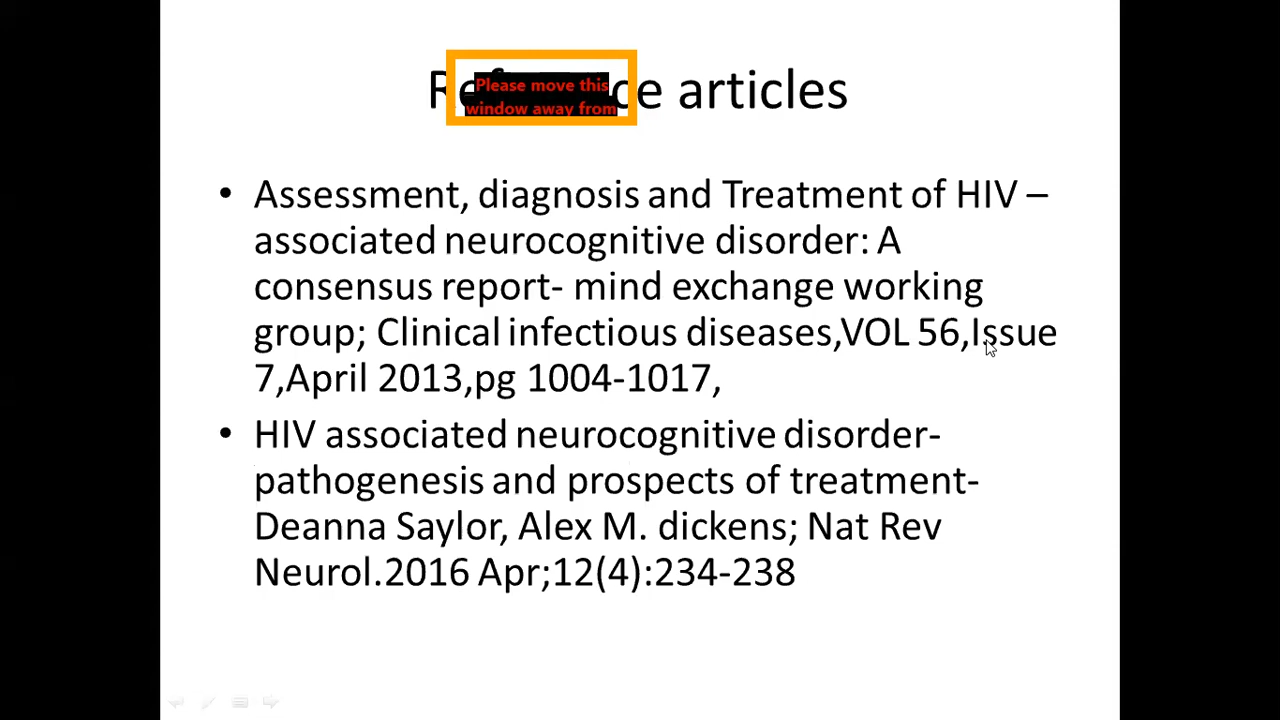 Reference articles
Please move this
window away from
• Assessment, diagnosis and Treatment of HIV –
associated neurocognitive disorder: A
consensus report- mind exchange working
group; Clinical infectious diseases,VOL 56,Issue
7,April 2013,pg 1004-1017,
• HIV associated neurocognitive disorder-
pathogenesis and prospects of treatment-
Deanna Saylor, Alex M. dickens; Nat Rev
Neurol.2016 Apr;12(4):234-238